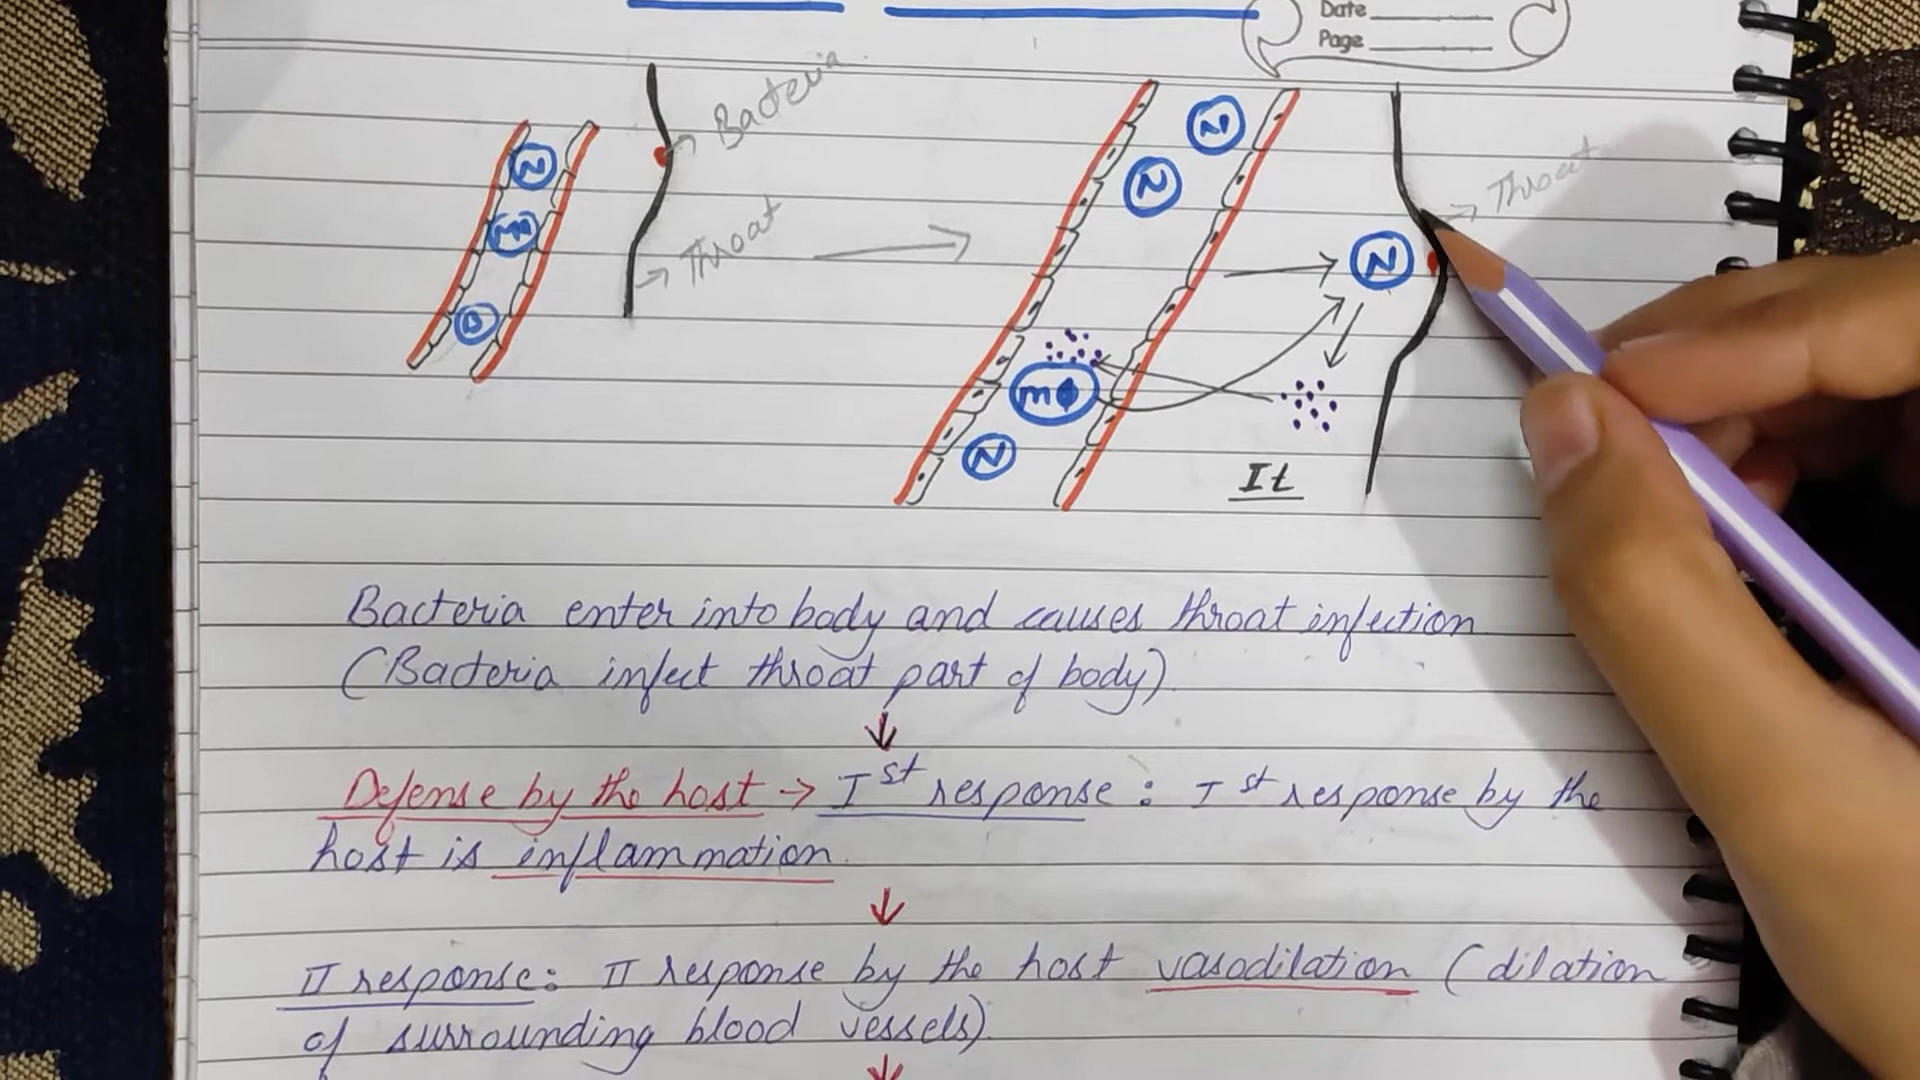 Date
Page
Bacteria
Throat
N
N
N
Throat
N
mφ
N
It
Bacteria enter into body and causes throat infection
(Bacteria infect throat part of body)
Defense by the host → Ist response : Ist response by the
host is inflammation.
II response: II response by the host vasodilation (dilation
of surrounding blood vessels)